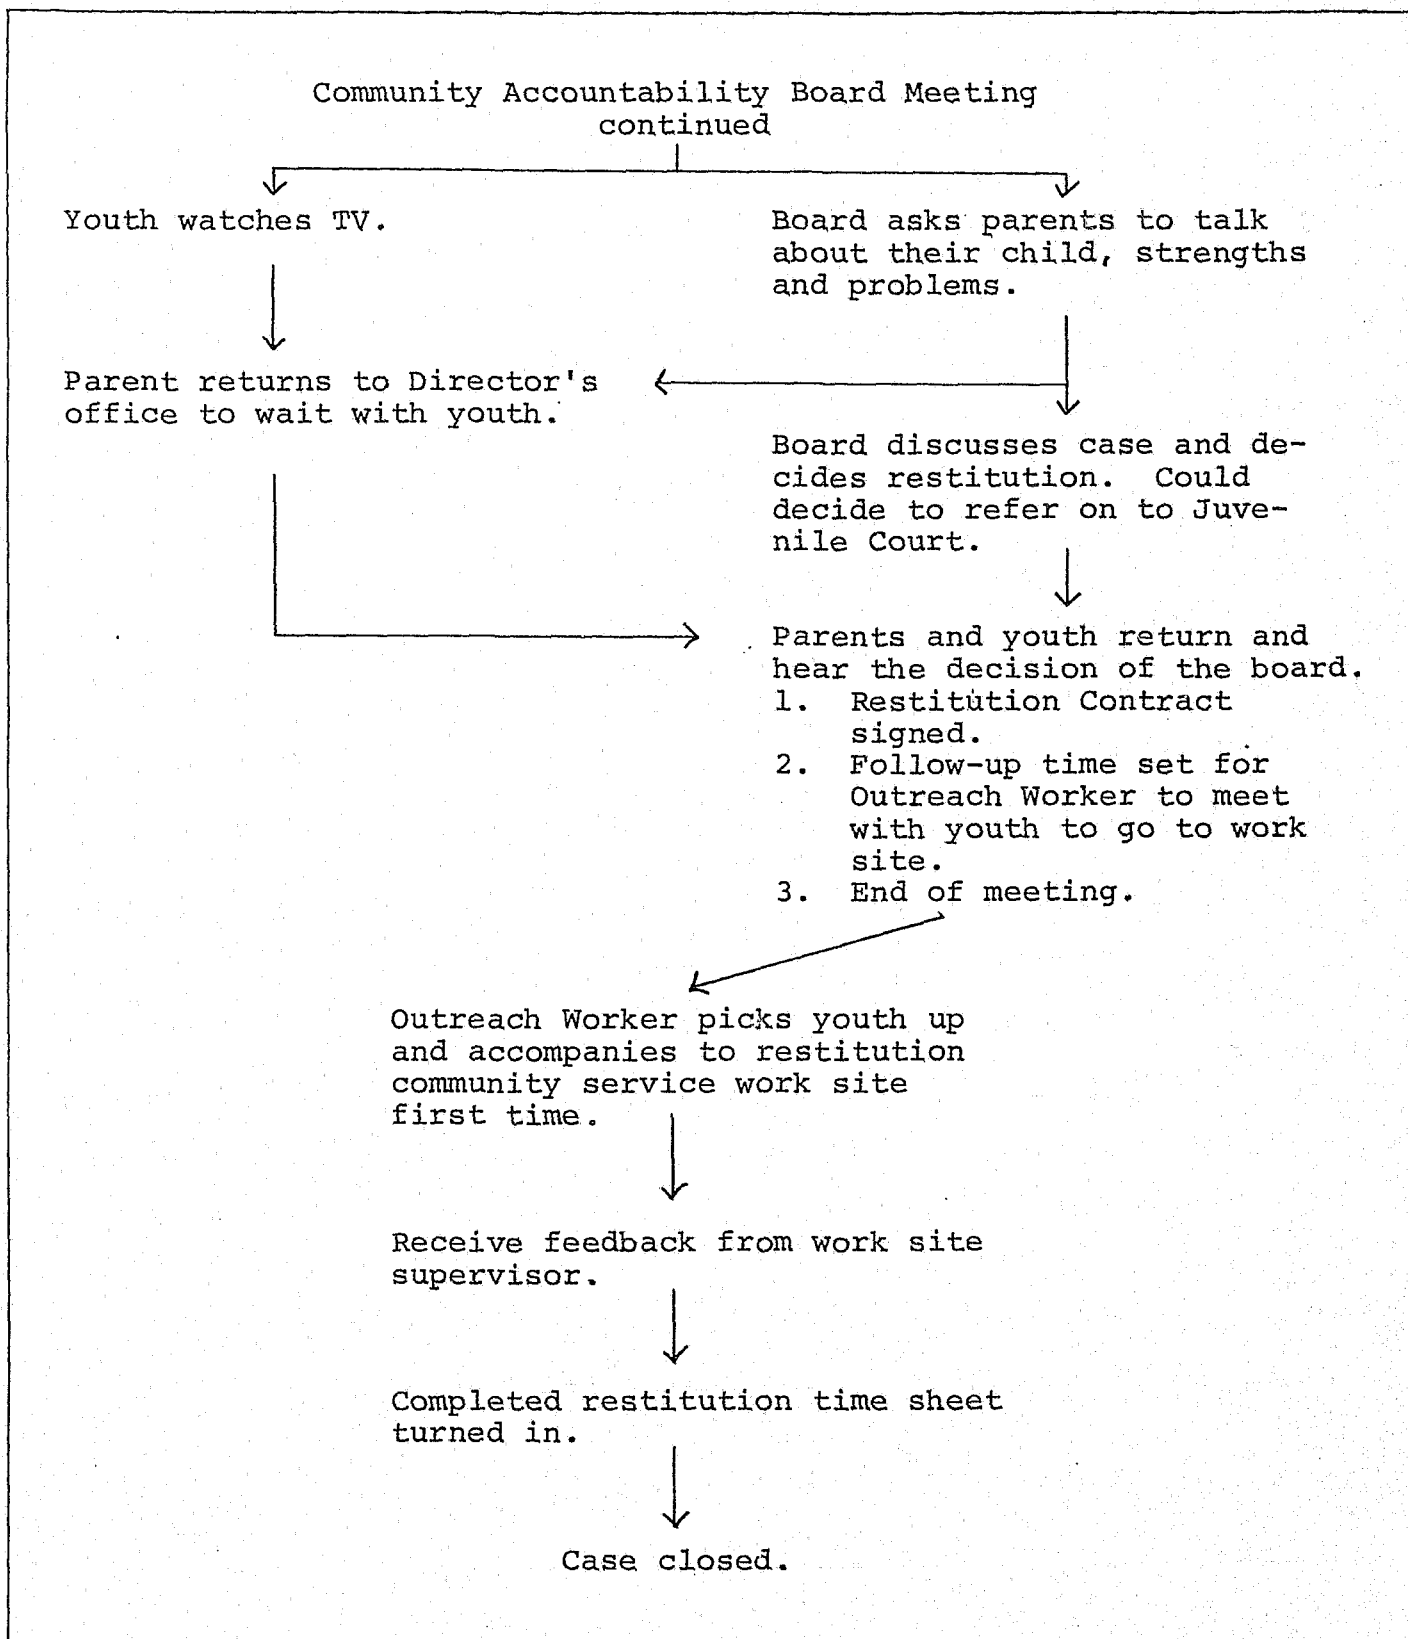 Community Accountability Board Meeting
continued
Youth watches TV.
Board asks parents to talk
about their child, strengths
and problems.
Parent returns to Director's
office to wait with youth.
Board discusses case and de-
cides restitution. Could
decide to refer on to Juve-
nile Court.
Parents and youth return and
hear the decision of the board.
1. Restitution Contract
signed.
2. Follow-up time set for
Outreach Worker to meet
with youth to go to work
site.
3. End of meeting.
Outreach Worker picks youth up
and accompanies to restitution
community service work site
first time.
Receive feedback from work site
supervisor.
Completed restitution time sheet
turned in.
Case closed.